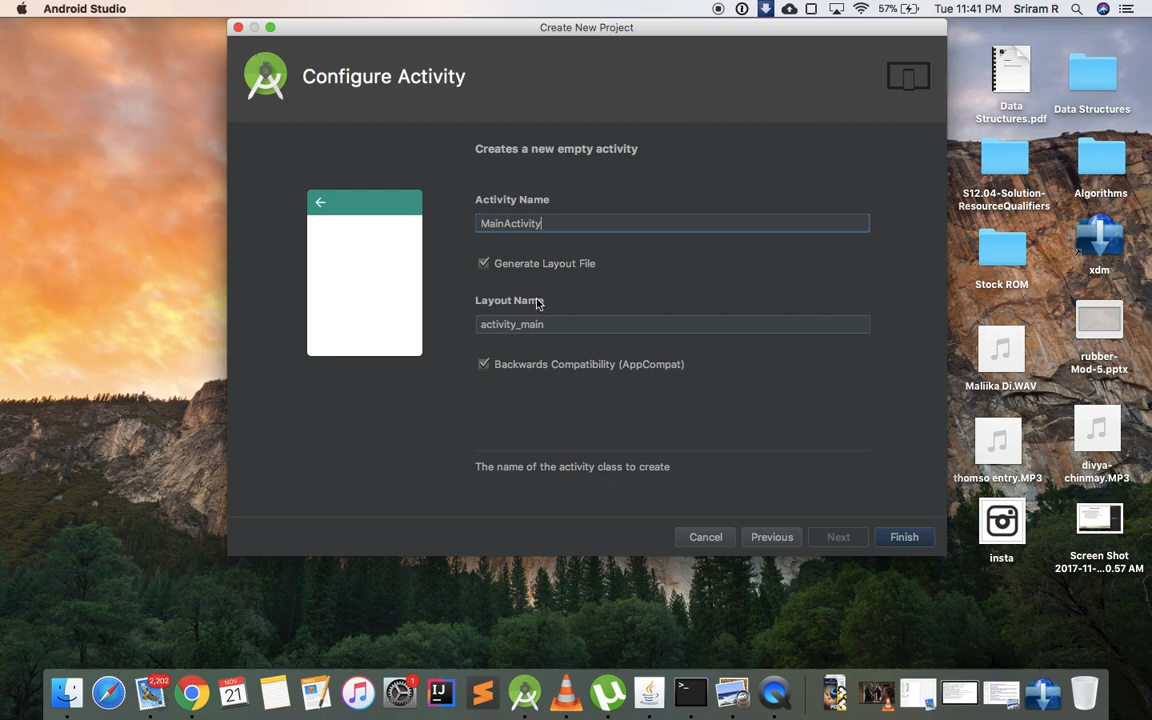 Android Studio
57%
Tue 11:41 PM
Sriram R
Create New Project
Configure Activity
Creates a new empty activity
Activity Name
MainActivity
Generate Layout File
Layout Name
activity_main
Backwards Compatibility (AppCompat)
The name of the activity class to create
Cancel
Previous
Next
Finish
Data
Structures.pdf
Data Structures
S12.04-Solution-
ResourceQualifiers
Algorithms
Stock ROM
xdm
Maliika Di.WAV
rubber-
Mod-5.pptx
thomso entry.MP3
divya-
chinmay.MP3
insta
Screen Shot
2017-11-...0.57 AM
2,202
NOV
21
1
IJ
>_